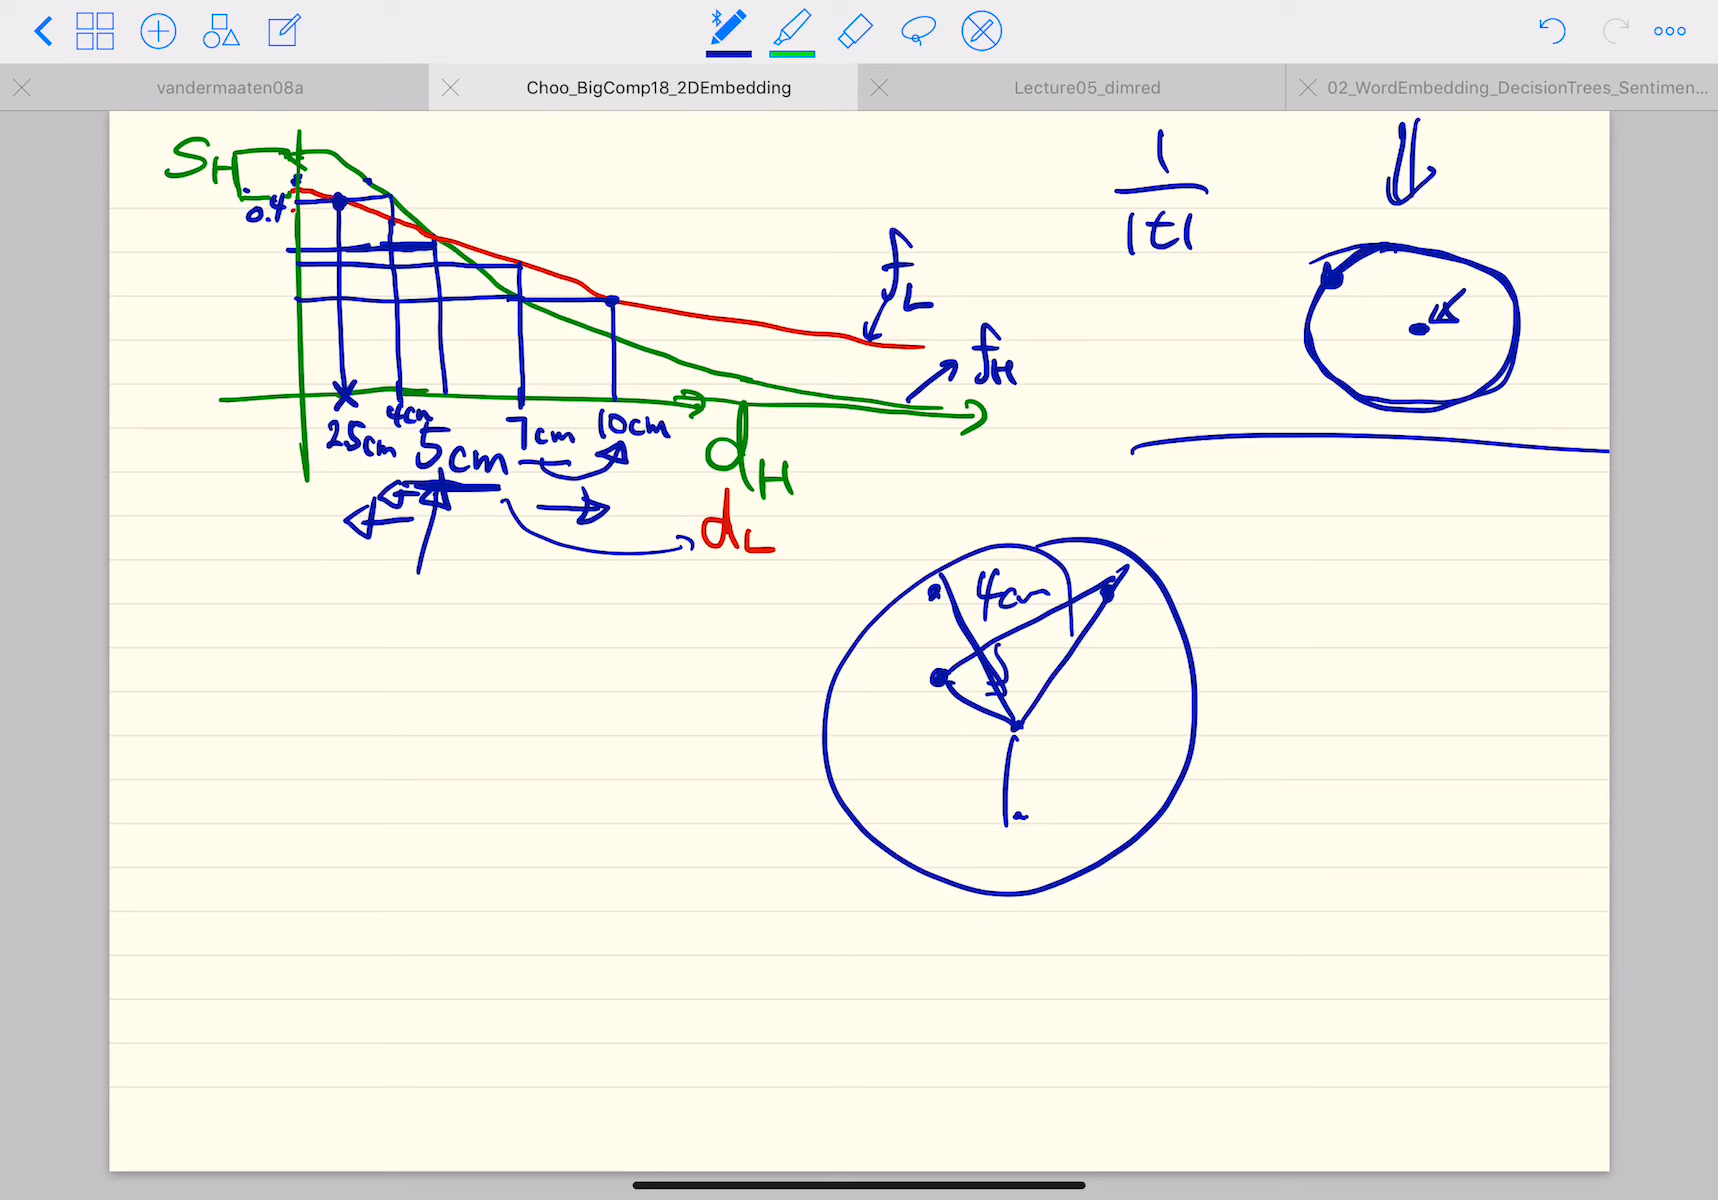 vandermaaten08a
Choo_BigComp18_2DEmbedding
Lecture05_dimred
02_WordEmbedding_DecisionTrees_Sentimen...
SH
0.4
1
|t|
fL
fH
2.5cm
4cm
5cm
7cm
10cm
dH
dL
4cm